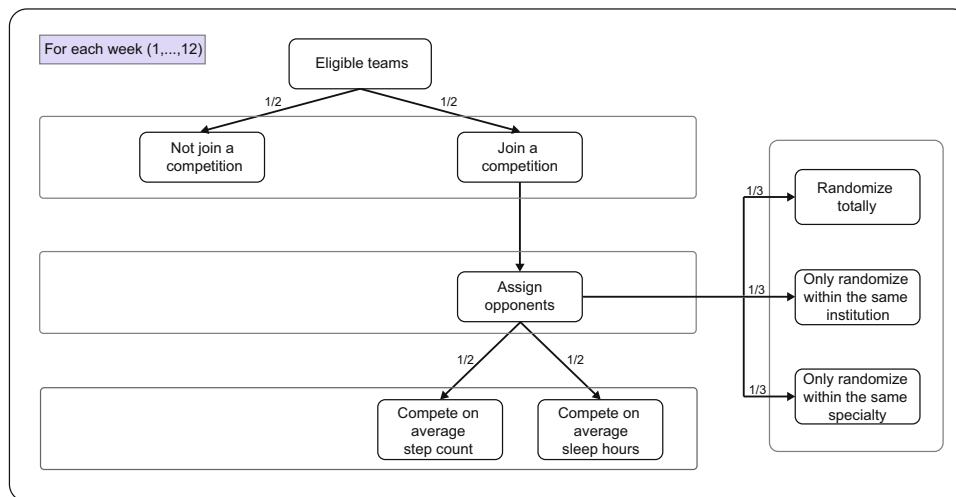 For each week (1,...,12)
Eligible teams
1/2
1/2
Not join a
competition
Join a
competition
Assign
opponents
1/3
Randomize
totally
1/3
Only randomize
within the same
institution
1/3
Only randomize
within the same
specialty
1/2
1/2
Compete on
average
step count
Compete on
average
sleep hours